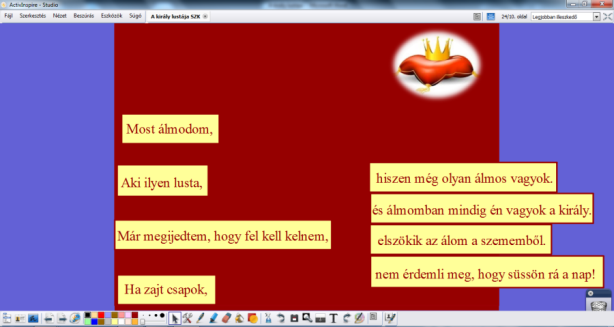 ActivInspire - Studio
Fájl Szerkesztés Nézet Beszúrás Eszközök Súgó
A király lustája SZK
24/10. oldal
Legjobban illeszkedő
Most álmodom,
Aki ilyen lusta,
Már megijedtem, hogy fel kell kelnem,
Ha zajt csapok,
hiszen még olyan álmos vagyok.
és álmomban mindig én vagyok a király.
elszökik az álom a szememből.
nem érdemli meg, hogy süssön rá a nap!